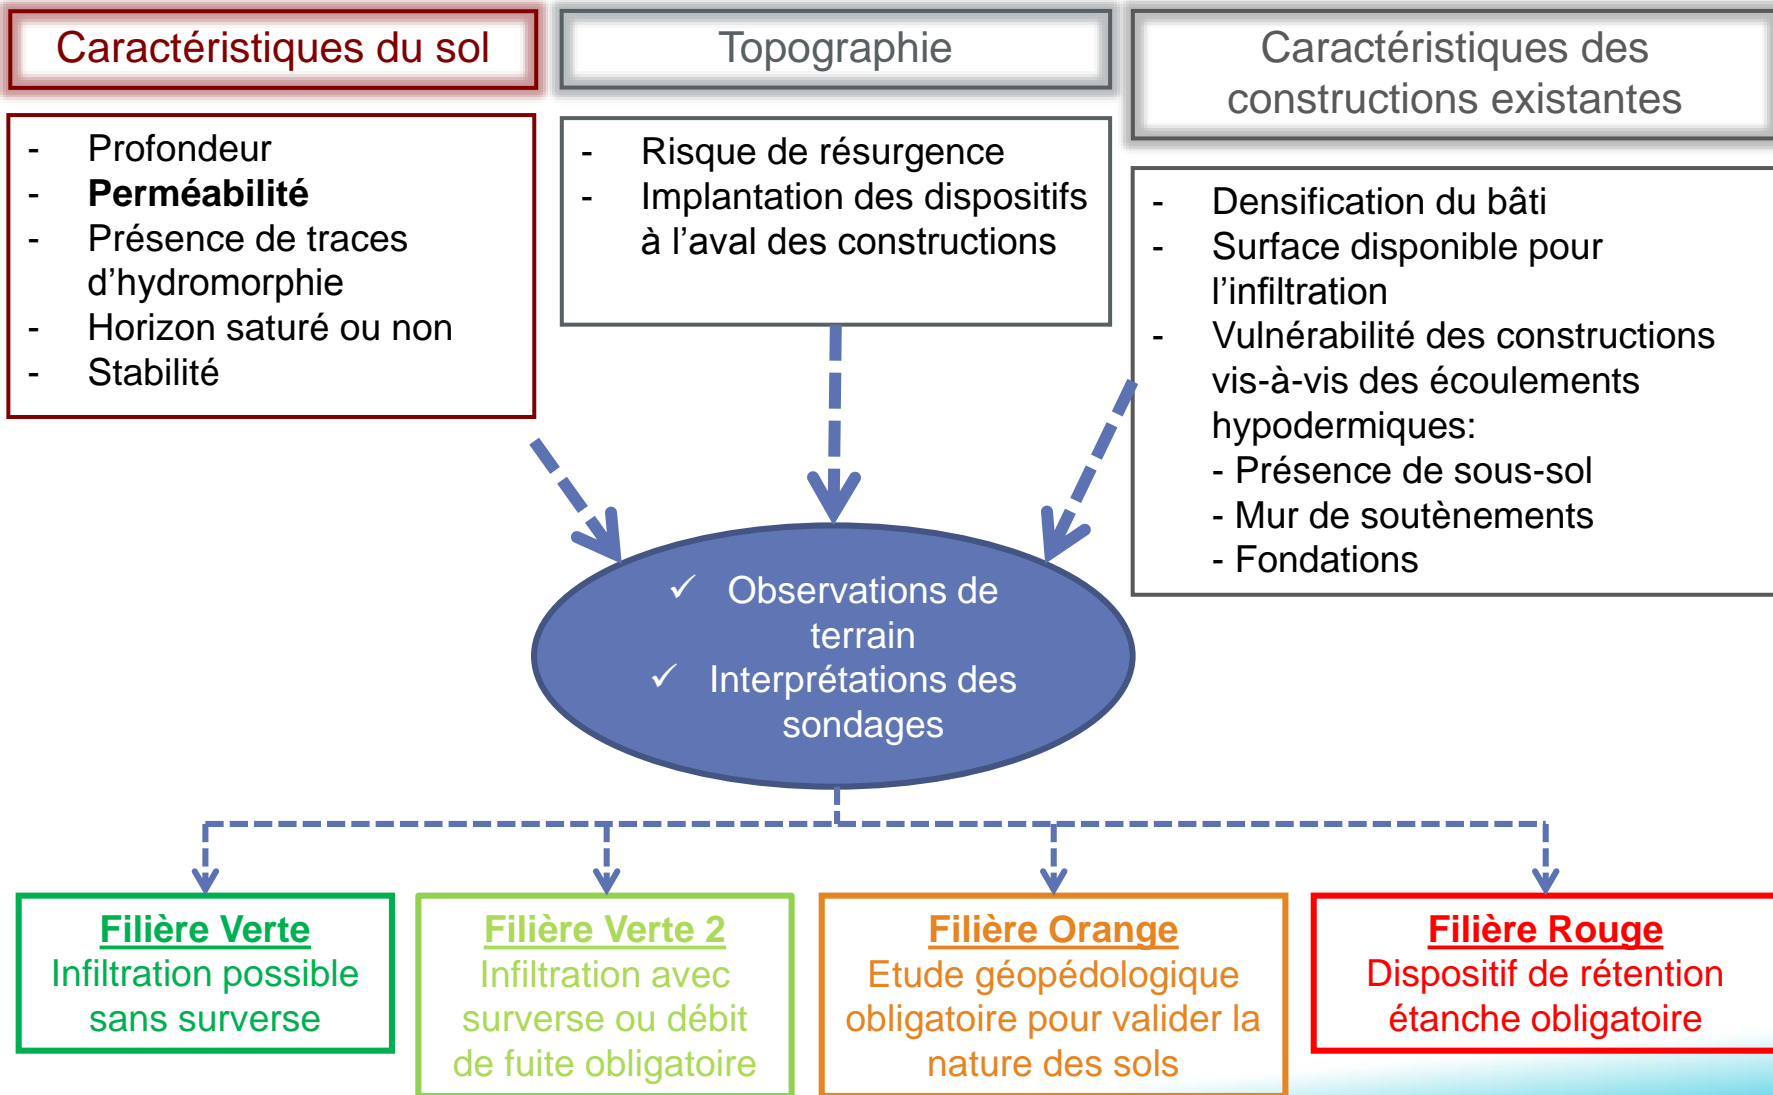 Caractéristiques du sol
- Profondeur
- Perméabilité
- Présence de traces
d'hydromorphie
- Horizon saturé ou non
- Stabilité
Topographie
- Risque de résurgence
- Implantation des dispositifs
à l'aval des constructions
Caractéristiques des
constructions existantes
- Densification du bâti
- Surface disponible pour
l'infiltration
- Vulnérabilité des constructions
vis-à-vis des écoulements
hypodermiques:
- Présence de sous-sol
- Mur de soutènements
- Fondations
✓ Observations de
terrain
✓ Interprétations des
sondages
Filière Verte
Infiltration possible
sans surverse
Filière Verte 2
Infiltration avec
surverse ou débit
de fuite obligatoire
Filière Orange
Etude géopédologique
obligatoire pour valider la
nature des sols
Filière Rouge
Dispositif de rétention
étanche obligatoire